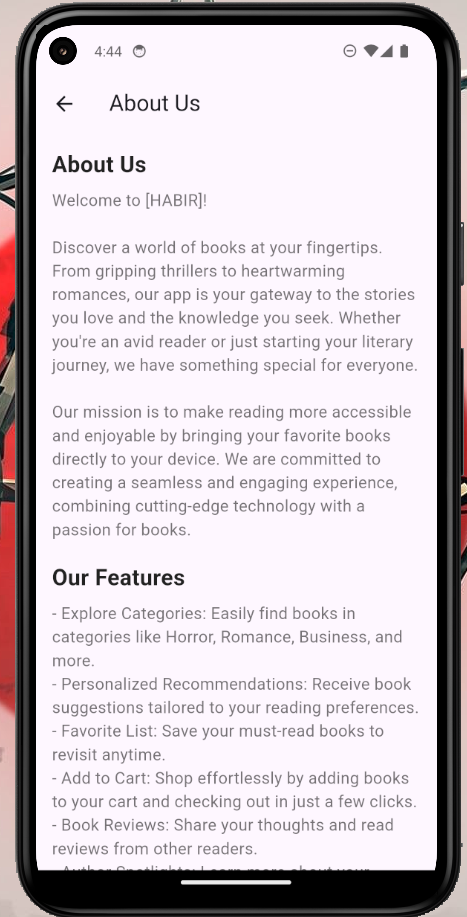 4:44
About Us
About Us
Welcome to [HABIR]!
Discover a world of books at your fingertips.
From gripping thrillers to heartwarming
romances, our app is your gateway to the stories
you love and the knowledge you seek. Whether
you're an avid reader or just starting your literary
journey, we have something special for everyone.
Our mission is to make reading more accessible
and enjoyable by bringing your favorite books
directly to your device. We are committed to
creating a seamless and engaging experience,
combining cutting-edge technology with a
passion for books.
Our Features
- Explore Categories: Easily find books in
categories like Horror, Romance, Business, and
more.
- Personalized Recommendations: Receive book
suggestions tailored to your reading preferences.
- Favorite List: Save your must-read books to
revisit anytime.
- Add to Cart: Shop effortlessly by adding books
to your cart and checking out in just a few clicks.
- Book Reviews: Share your thoughts and read
reviews from other readers.
- Author Spotlights: Learn more about your